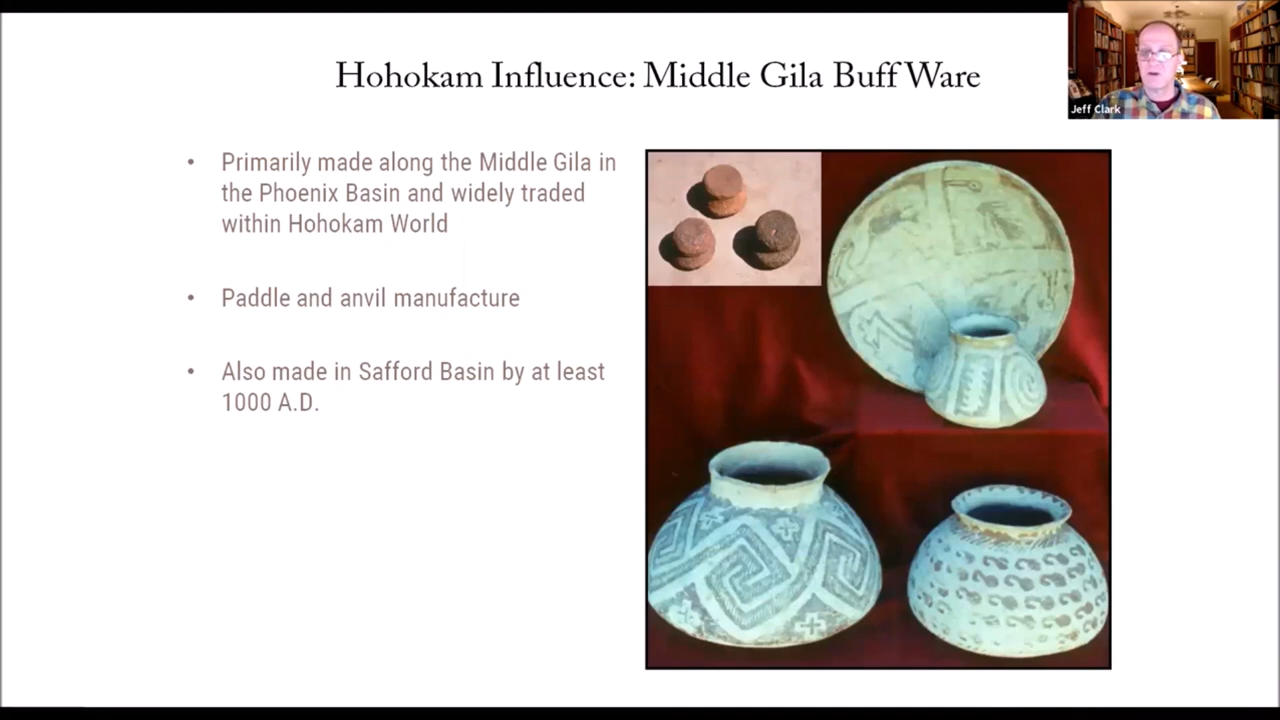 Hohokam Influence: Middle Gila Buff Ware
Jeff Clark
• Primarily made along the Middle Gila in
the Phoenix Basin and widely traded
within Hohokam World
• Paddle and anvil manufacture
• Also made in Safford Basin by at least
1000 A.D.